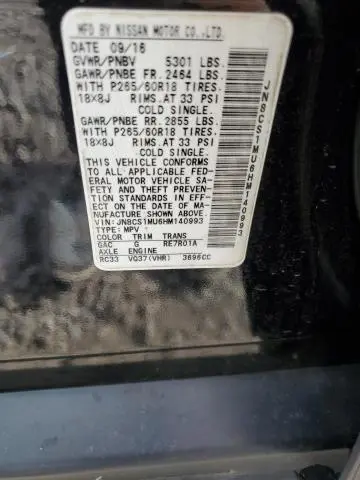 MFD BY NISSAN MOTOR CO.,LTD.
DATE 09/16
GVWR/PNBV 5301 LBS.
GAWR/PNBE FR. 2464 LBS.
WITH P265/60R18 TIRES,
18X8J RIMS.AT 33 PSI
COLD SINGLE.
GAWR/PNBE RR. 2855 LBS.
WITH P265/60R18 TIRES,
18X8J RIMS.AT 33 PSI
COLD SINGLE.
THIS VEHICLE CONFORMS
TO ALL APPLICABLE FED-
ERAL MOTOR VEHICLE SA-
FETY AND THEFT PREVEN-
TION STANDARDS IN EFFECT
ON THE DATE OF MA-
NUFACTURE SHOWN ABOVE.
VIN:JN8CS1MU6HM140993
TYPE: MPV
COLOR TRIM TRANS
GAC G RE7R01A
AXLE ENGINE
RC33 VQ37(VHR) 3696CC
JN8CS1MU6HM140993